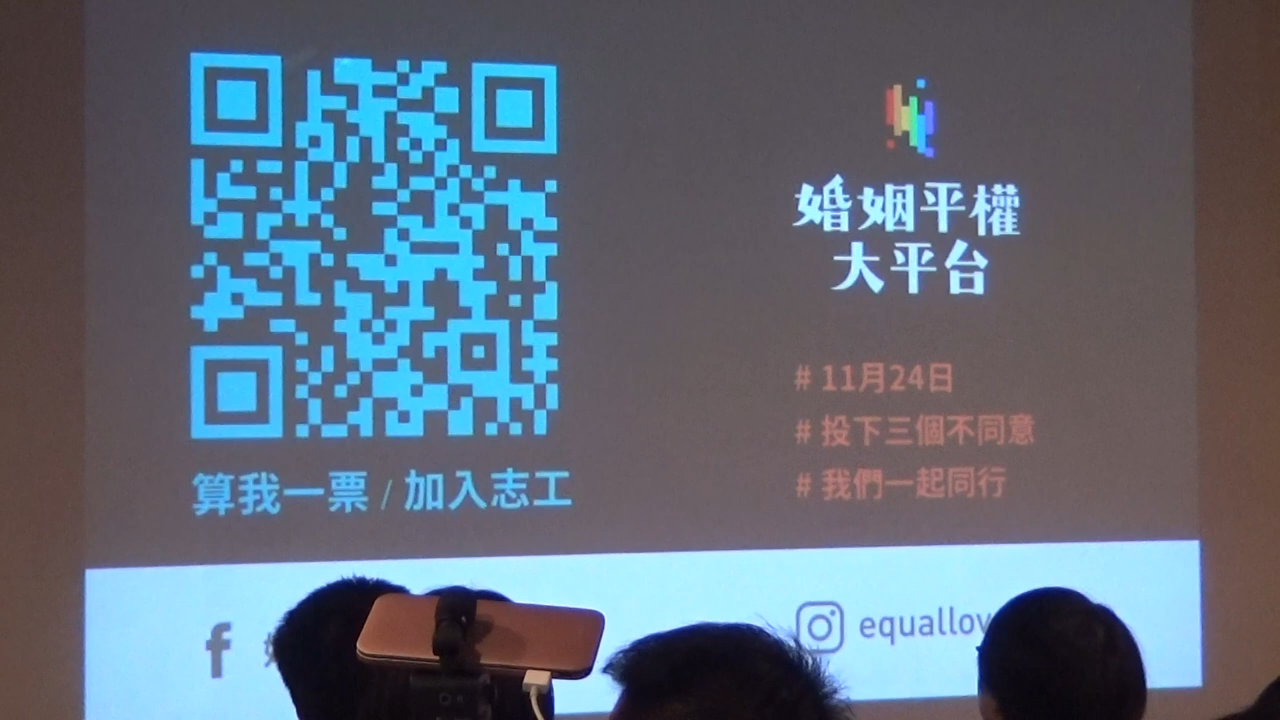 婚姻平權
大平台
# 11月24日
# 投下三個不同意
# 我們一起同行
算我一票 / 加入志工
equallov